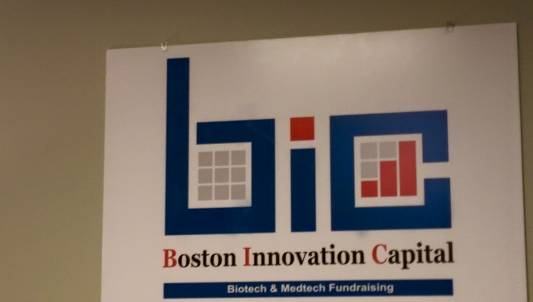 bic
Boston Innovation Capital
Biotech & Medtech Fundraising